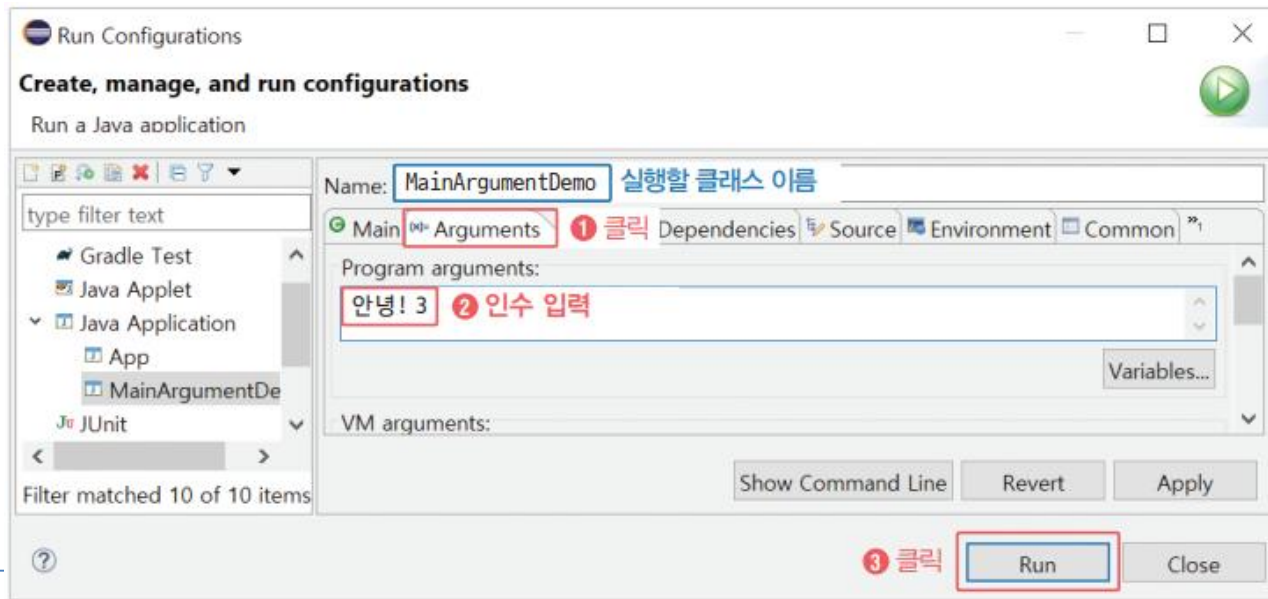 Run Configurations
Create, manage, and run configurations
Run a Java application
type filter text
Gradle Test
Java Applet
Java Application
App
MainArgumentDe
Ju JUnit
Filter matched 10 of 10 items
Name: MainArgumentDemo 실행할 클래스 이름
Main (x)= Arguments ❶ 클릭 Dependencies Source Environment Common »1
Program arguments:
안녕! 3 ❷ 인수 입력
Variables...
VM arguments:
Show Command Line Revert Apply
❸ 클릭 Run Close